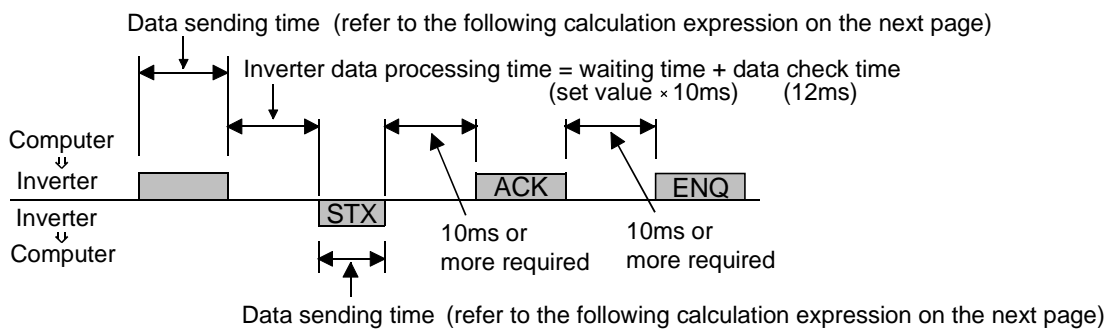 Data sending time (refer to the following calculation expression on the next page)
Inverter data processing time = waiting time + data check time
(set value × 10ms) (12ms)
Computer
⇓
Inverter
ACK
ENQ
Inverter
⇓
Computer
STX
10ms or
more required
10ms or
more required
Data sending time (refer to the following calculation expression on the next page)